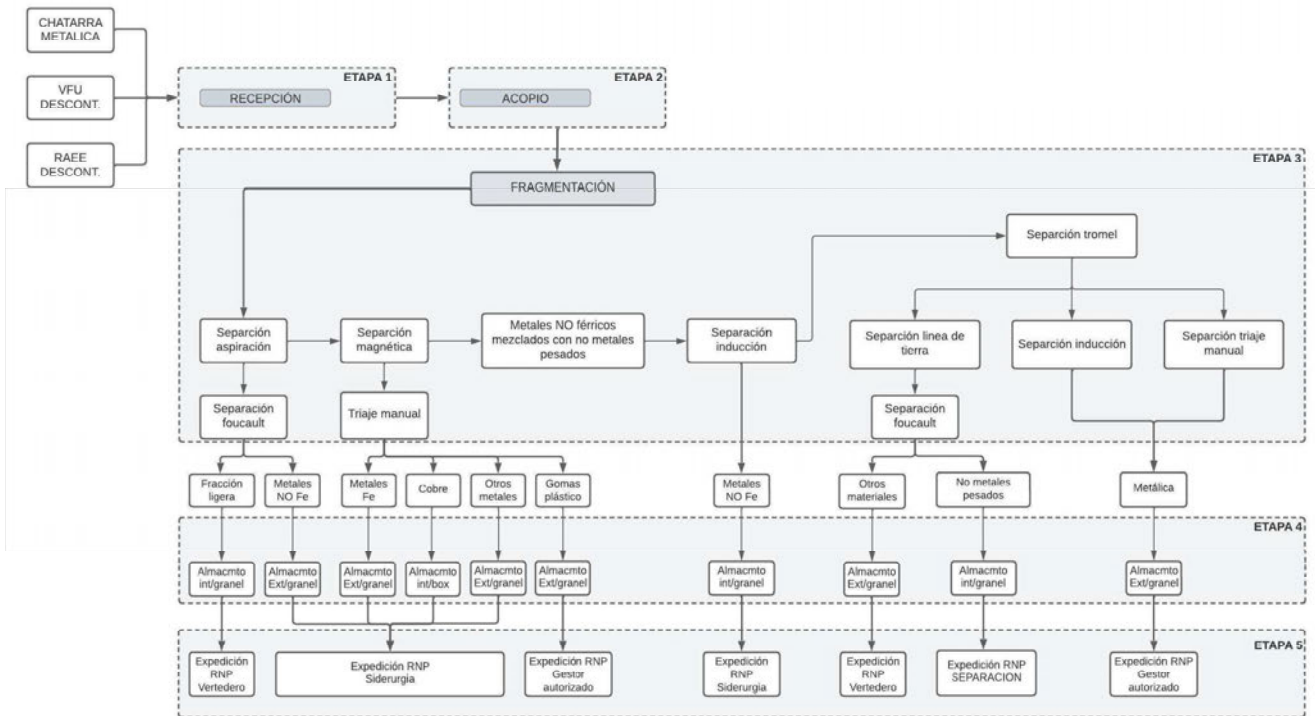 CHATARRA
METALICA
VFU
DESCONT.
RAEE
DESCONT.
ETAPA 1
RECEPCIÓN
ETAPA 2
ACOPIO
ETAPA 3
FRAGMENTACIÓN
Separción tromel
Separción
aspiración
Separción
magnética
Metales NO férricos
mezclados con no metales
pesados
Separación
inducción
Separción linea de
tierra
Separción inducción
Separción triaje
manual
Separación
foucault
Triaje manual
Separación
foucault
Fracción
ligera
Metales
NO Fe
Metales
Fe
Cobre
Otros
metales
Gomas
plástico
Metales
NO Fe
Otros
materiales
No metales
pesados
Metálica
ETAPA 4
Almacmto
int/granel
Almacmto
Ext/granel
Almacmto
Ext/granel
Almacmto
int/box
Almacmto
Ext/granel
Almacmto
Ext/granel
Almacmto
int/granel
Almacmto
Ext/granel
Almacmto
int/granel
Almacmto
Ext/granel
ETAPA 5
Expedición
RNP
Vertedero
Expedición RNP
Siderurgia
Expedición RNP
Gestor
autorizado
Expedición
RNP
Siderurgia
Expedición
RNP
Vertedero
Expedición RNP
SEPARACION
Expedición RNP
Gestor
autorizado